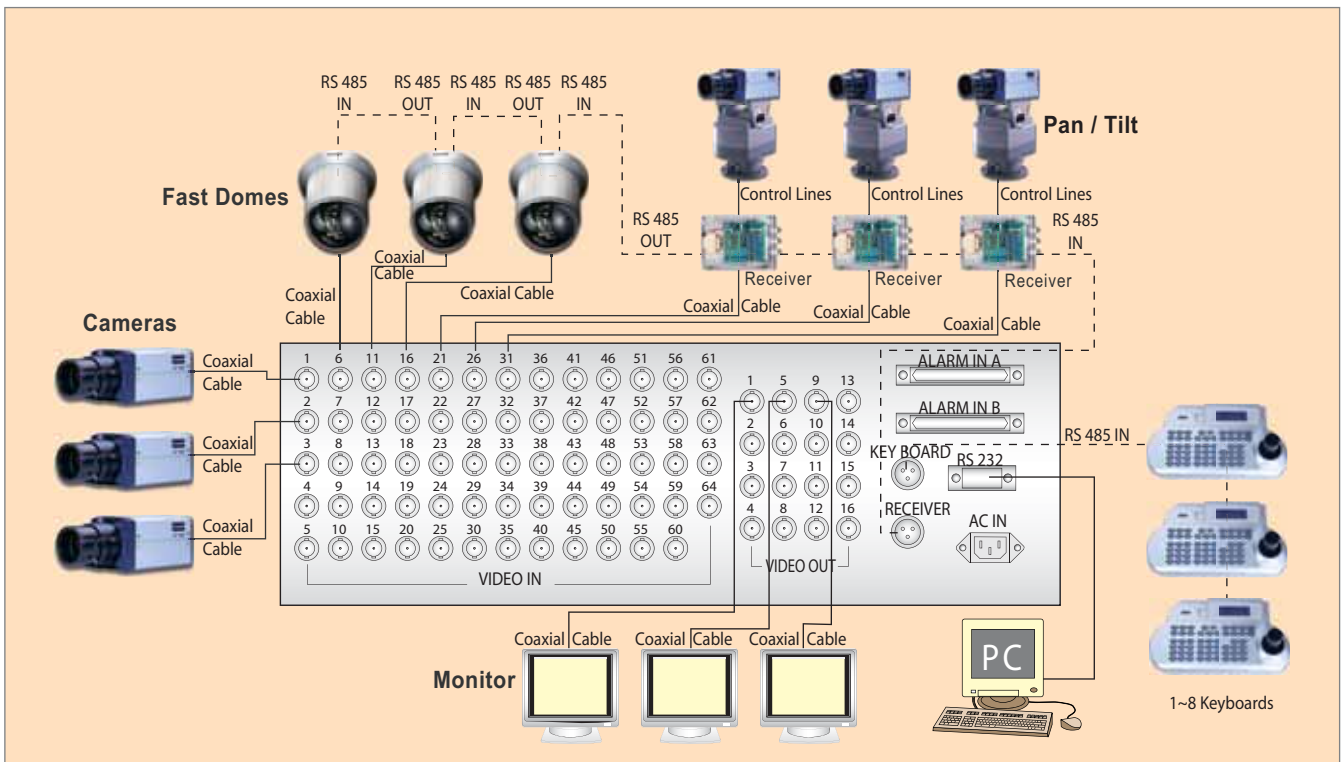 RS 485 RS 485 RS 485 RS 485 RS 485
IN OUT IN OUT IN
Pan / Tilt
Fast Domes
Control Lines Control Lines Control Lines
RS 485
OUT
RS 485
IN
Receiver Receiver Receiver
Coaxial
Cable
Coaxial
Cable
Coaxial Cable
Coaxial Cable
Coaxial Cable
Coaxial Cable
Cameras
Coaxial
Cable
Coaxial
Cable
Coaxial
Cable
1 6 11 16 21 26 31 36 41 46 51 56 61
2 7 12 17 22 27 32 37 42 47 52 57 62
3 8 13 18 23 28 33 38 43 48 53 58 63
4 9 14 19 24 29 34 39 44 49 54 59 64
5 10 15 20 25 30 35 40 45 50 55 60
VIDEO IN
1 5 9 13
2 6 10 14
3 7 11 15
4 8 12 16
VIDEO OUT
ALARM IN A
ALARM IN B
KEY BOARD
RS 232
RECEIVER
AC IN
RS 485 IN
Coaxial Cable Coaxial Cable Coaxial Cable
Monitor
PC
1~8 Keyboards